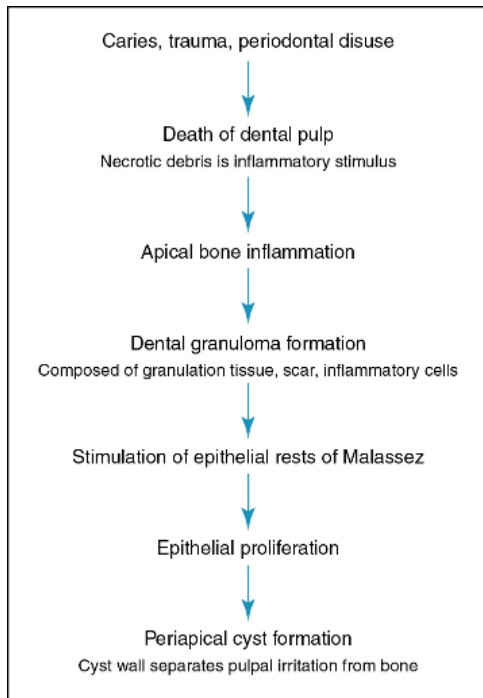 Caries, trauma, periodontal disuse
Death of dental pulp
Necrotic debris is inflammatory stimulus
Apical bone inflammation
Dental granuloma formation
Composed of granulation tissue, scar, inflammatory cells
Stimulation of epithelial rests of Malassez
Epithelial proliferation
Periapical cyst formation
Cyst wall separates pulpal irritation from bone